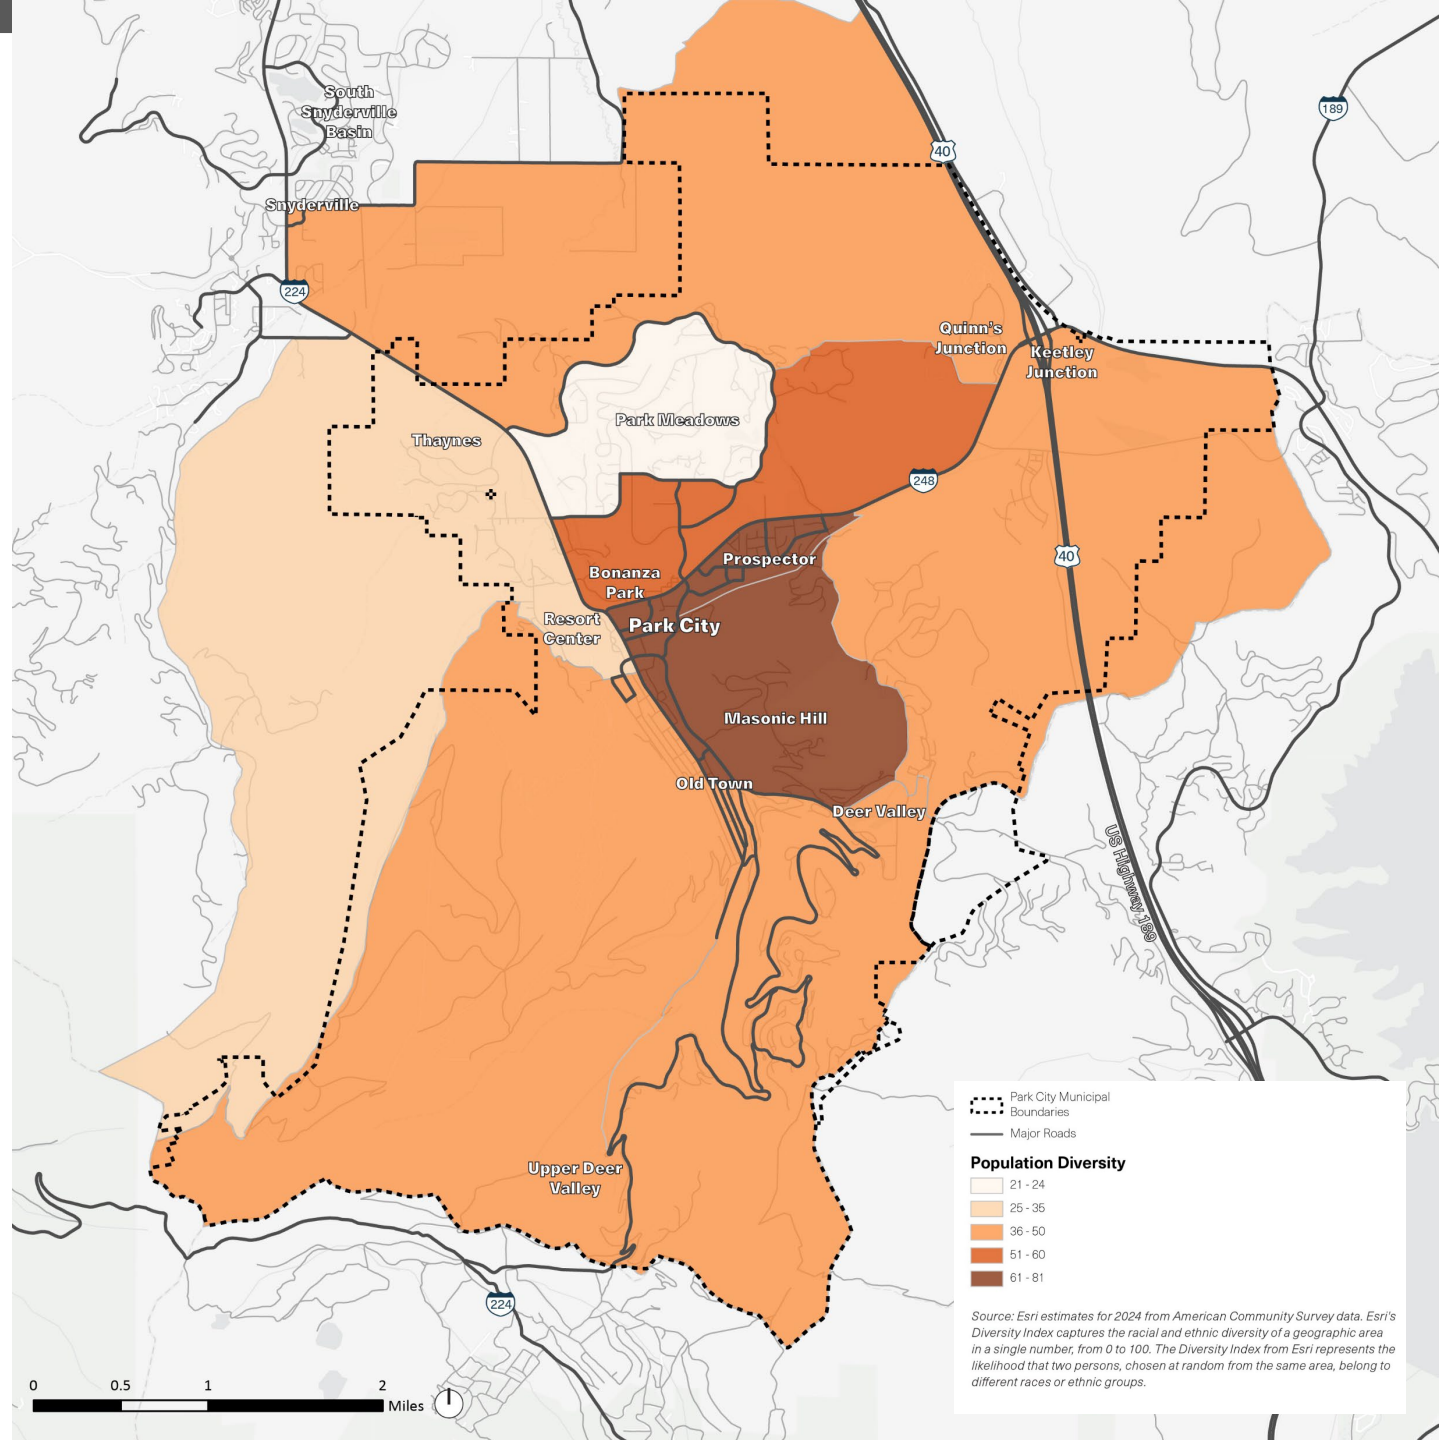 South
Snyderville
Basin
189
40
Snyderville
224
Quinn's
Junction
Keetley
Junction
Park Meadows
Thaynes
248
40
Prospector
Bonanza
Park
Resort
Center
Park City
Masonic Hill
Old Town
Deer Valley
US Highway 189
Upper Deer
Valley
224
Park City Municipal
Boundaries
Major Roads
Population Diversity
21 - 24
25 - 35
36 - 50
51 - 60
61 - 81
Source: Esri estimates for 2024 from American Community Survey data. Esri's
Diversity Index captures the racial and ethnic diversity of a geographic area
in a single number, from 0 to 100. The Diversity Index from Esri represents the
likelihood that two persons, chosen at random from the same area, belong to
different races or ethnic groups.
0 0.5 1 2
Miles